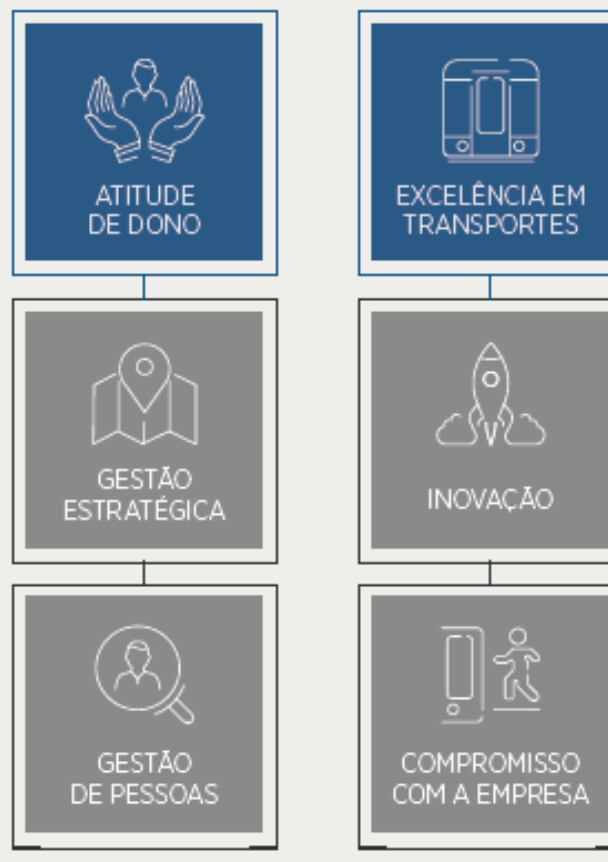 ATITUDE
DE DONO
EXCELÊNCIA EM
TRANSPORTES
GESTÃO
ESTRATÉGICA
INOVAÇÃO
GESTÃO
DE PESSOAS
COMPROMISSO
COM A EMPRESA